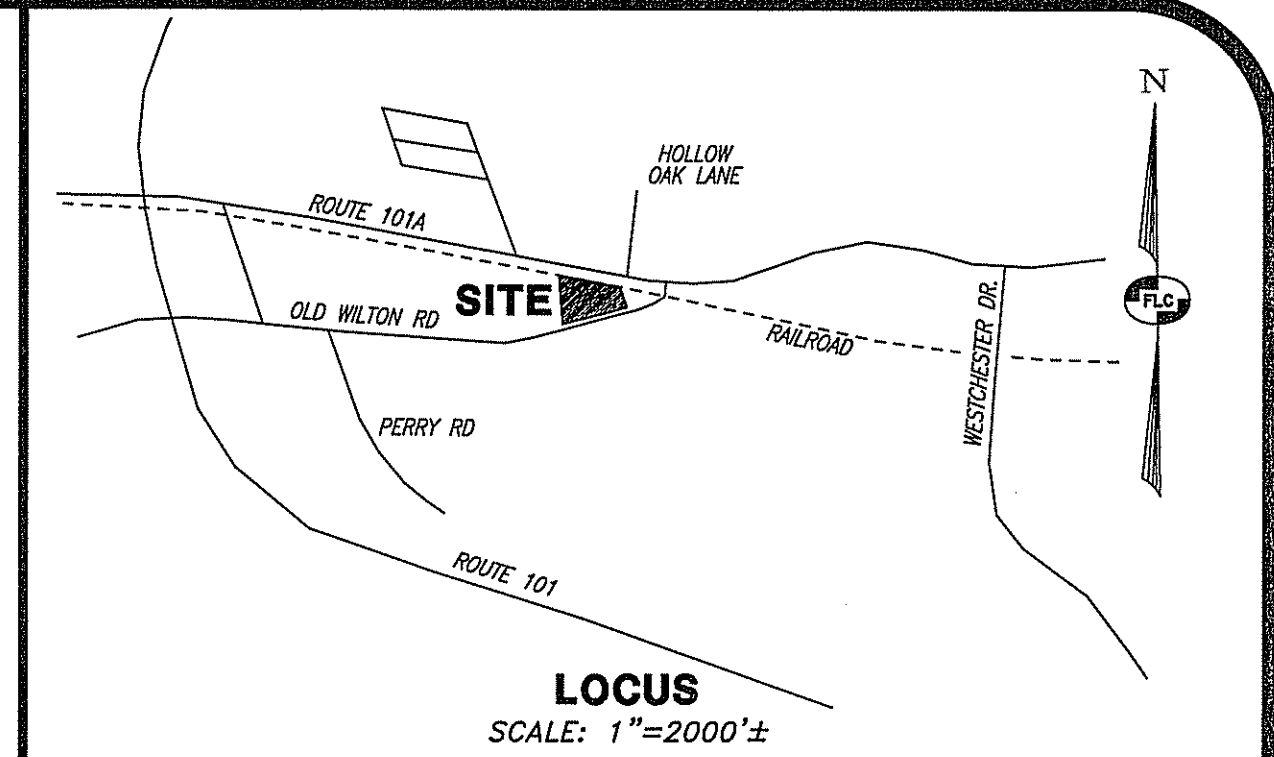 N
HOLLOW
OAK LANE
ROUTE 101A
FLC
SITE
OLD WILTON RD
RAILROAD
WESTCHESTER DR.
PERRY RD
ROUTE 101
LOCUS
SCALE: 1"=2000'±